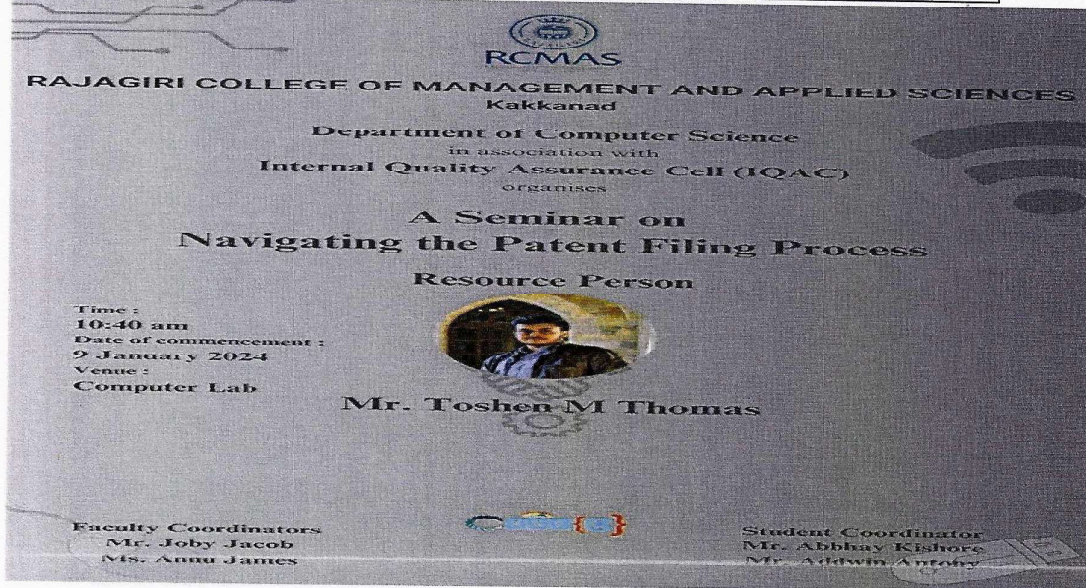 RCMAS
RAJAGIRI COLLEGE OF MANAGEMENT AND APPLIED SCIENCES
Kakkanad
Department of Computer Science
in association with
Internal Quality Assurance Cell (IQAC)
organises
A Seminar on
Navigating the Patent Filing Process
Resource Person
Time :
10:40 am
Date of commencement :
9 January 2024
Venue :
Computer Lab
Mr. Toshen M Thomas
Faculty Coordinators
Mr. Joby Jacob
Ms. Annu James
Student Coordinator
Mr. Abbhay Kishore
Mr. Addwin Antony